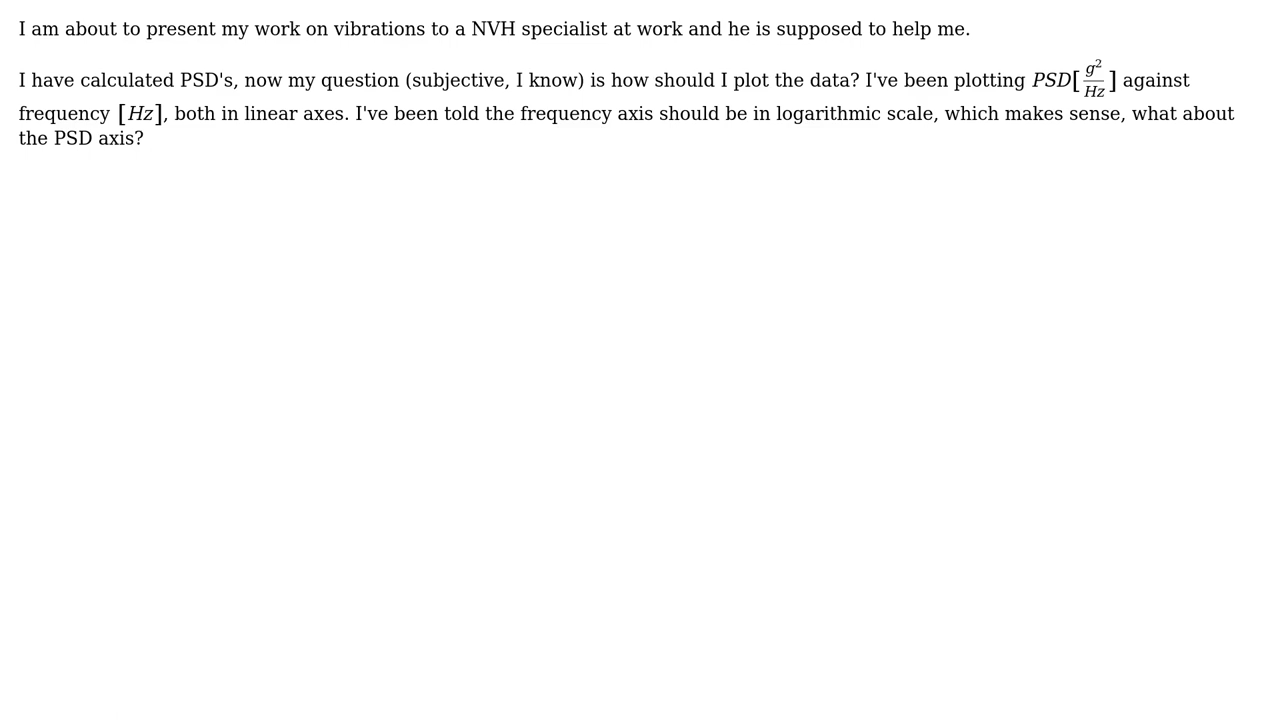 I am about to present my work on vibrations to a NVH specialist at work and he is supposed to help me.
I have calculated PSD's, now my question (subjective, I know) is how should I plot the data? I've been plotting $PSD[\frac{g^2}{Hz}]$ against
frequency $[Hz]$, both in linear axes. I've been told the frequency axis should be in logarithmic scale, which makes sense, what about
the PSD axis?